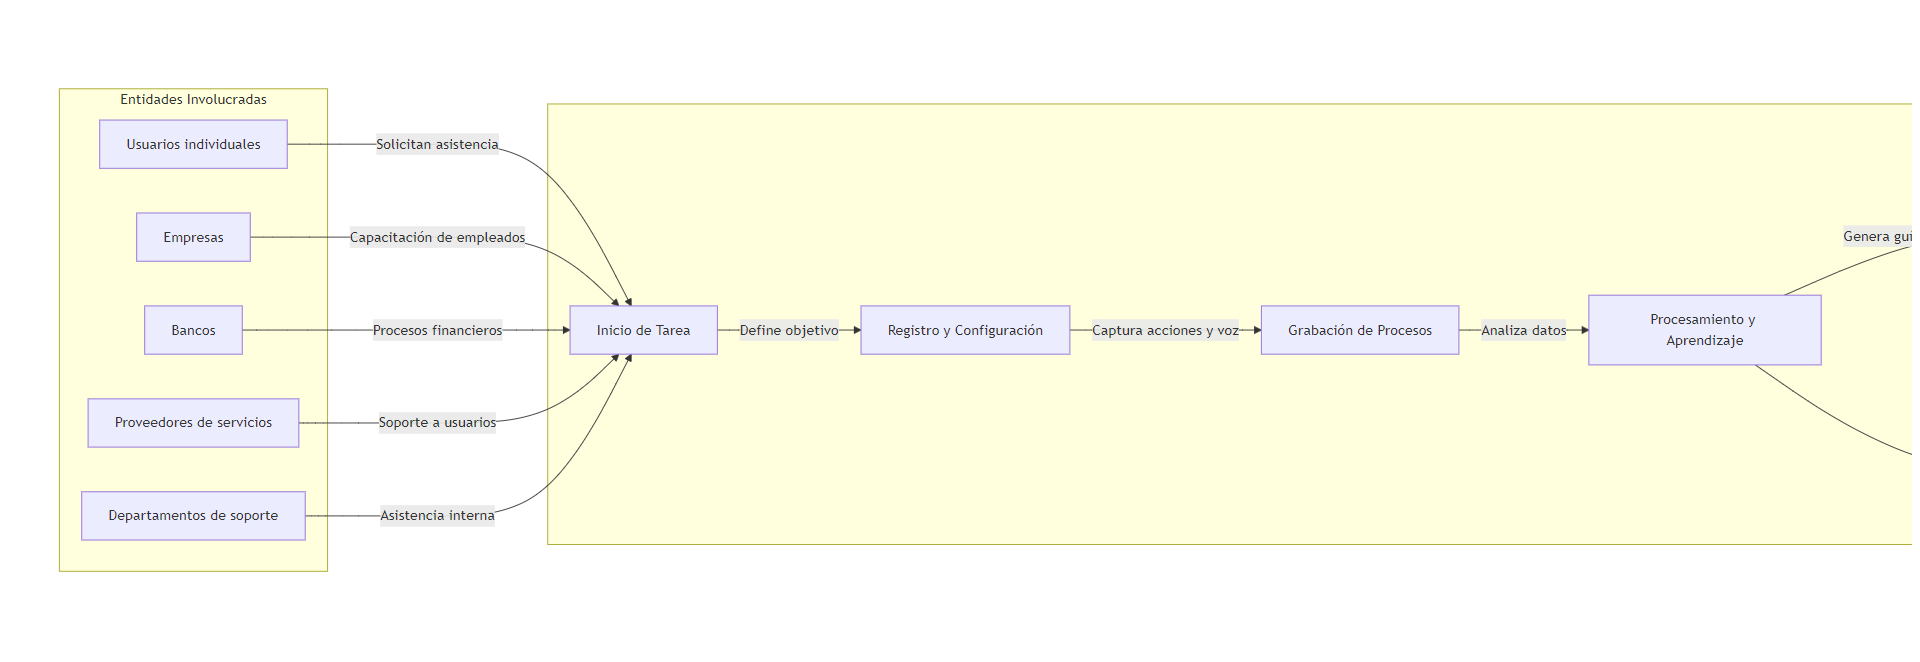 Entidades Involucradas
Usuarios individuales
Solicitan asistencia
Empresas
Capacitación de empleados
Genera
Bancos
Procesos financieros
Inicio de Tarea
Define objetivo
Registro y Configuración
Captura acciones y voz
Grabación de Procesos
Analiza datos
Procesamiento y
Aprendizaje
Proveedores de servicios
Soporte a usuarios
Departamentos de soporte
Asistencia interna